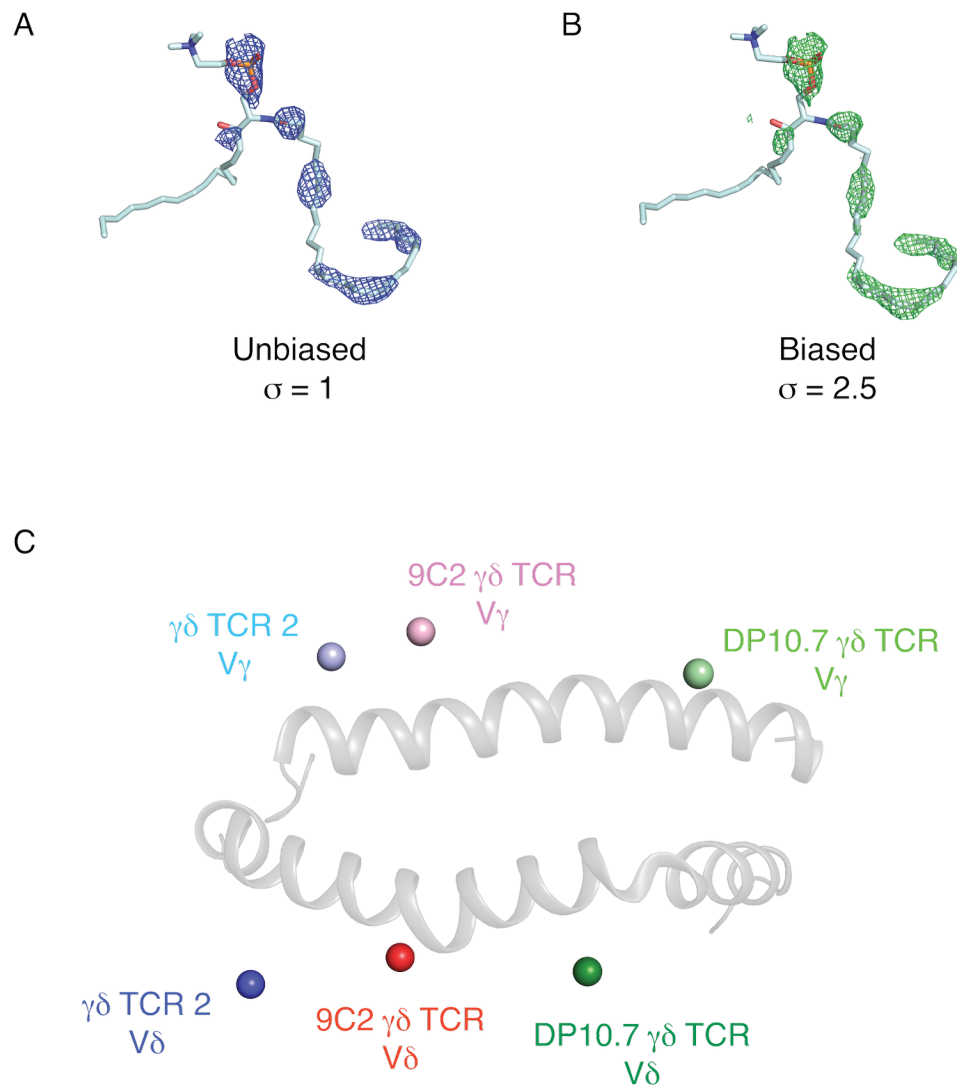 A
B
Unbiased
σ = 1
Biased
σ = 2.5
C
9C2 γδ TCR
Vγ
γδ TCR 2
Vγ
DP10.7 γδ TCR
Vγ
γδ TCR 2
Vδ
9C2 γδ TCR
Vδ
DP10.7 γδ TCR
Vδ